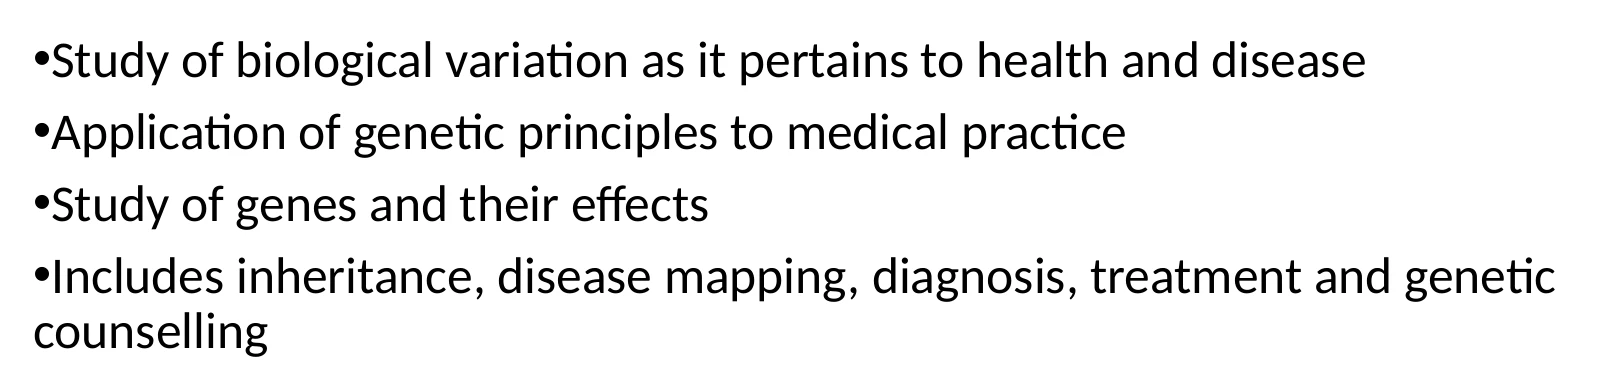 •Study of biological variation as it pertains to health and disease
•Application of genetic principles to medical practice
•Study of genes and their effects
•Includes inheritance, disease mapping, diagnosis, treatment and genetic
counselling